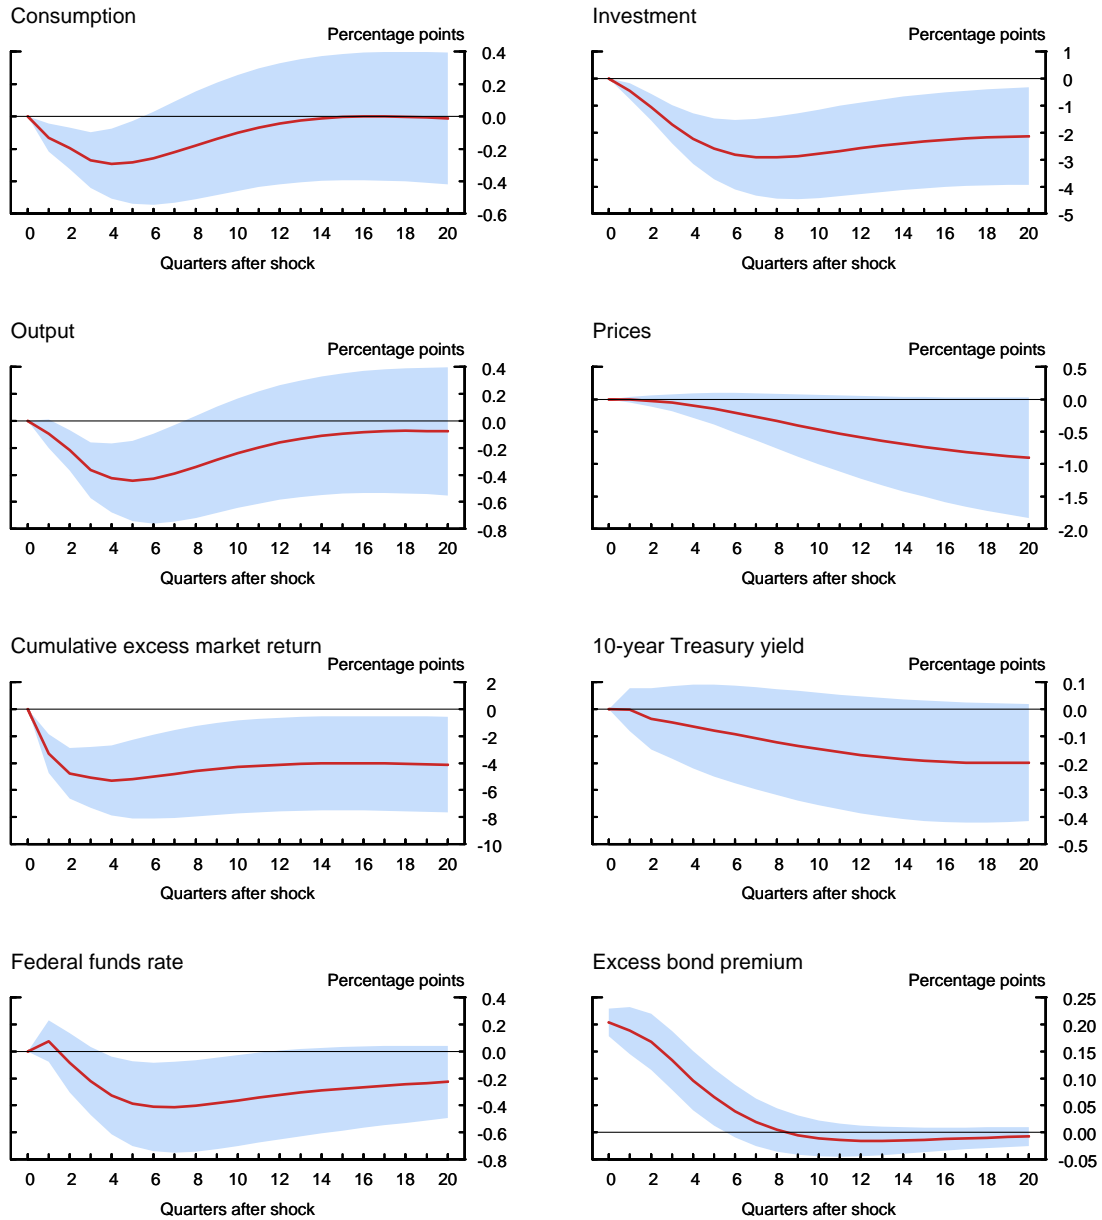 Consumption
Percentage points
0.4
0.2
0.0
-0.2
-0.4
-0.6
0 2 4 6 8 10 12 14 16 18 20
Quarters after shock
Investment
Percentage points
1
0
-1
-2
-3
-4
-5
0 2 4 6 8 10 12 14 16 18 20
Quarters after shock
Output
Percentage points
0.4
0.2
0.0
-0.2
-0.4
-0.6
-0.8
0 2 4 6 8 10 12 14 16 18 20
Quarters after shock
Prices
Percentage points
0.5
0.0
-0.5
-1.0
-1.5
-2.0
0 2 4 6 8 10 12 14 16 18 20
Quarters after shock
Cumulative excess market return
Percentage points
2
0
-2
-4
-6
-8
-10
0 2 4 6 8 10 12 14 16 18 20
Quarters after shock
10-year Treasury yield
Percentage points
0.1
0.0
-0.1
-0.2
-0.3
-0.4
-0.5
0 2 4 6 8 10 12 14 16 18 20
Quarters after shock
Federal funds rate
Percentage points
0.4
0.2
0.0
-0.2
-0.4
-0.6
-0.8
0 2 4 6 8 10 12 14 16 18 20
Quarters after shock
Excess bond premium
Percentage points
0.25
0.20
0.15
0.10
0.05
0.00
-0.05
0 2 4 6 8 10 12 14 16 18 20
Quarters after shock